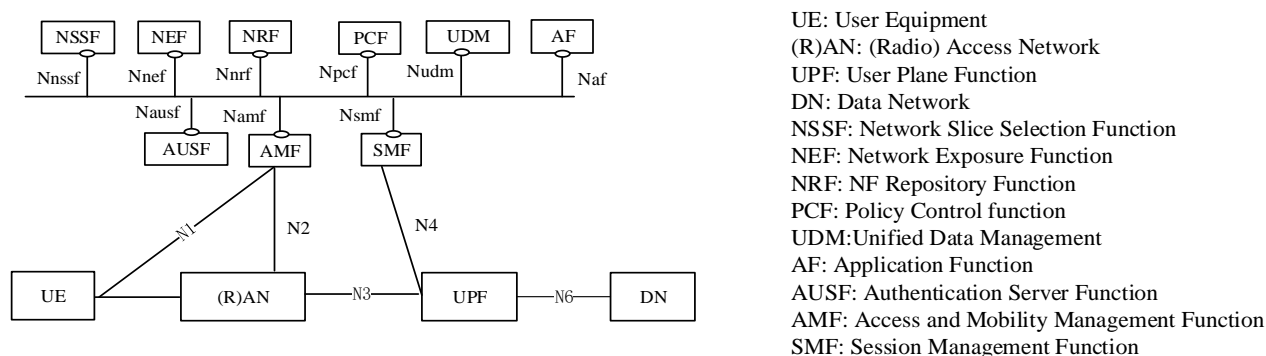 NSSF NEF NRF PCF UDM AF
Nnssf Nnef Nnrf Npcf Nudm Naf
Nausf Namf Nsmf
AUSF AMF SMF
N1 N2 N4
UE (R)AN N3 UPF N6 DN
UE: User Equipment
(R)AN: (Radio) Access Network
UPF: User Plane Function
DN: Data Network
NSSF: Network Slice Selection Function
NEF: Network Exposure Function
NRF: NF Repository Function
PCF: Policy Control function
UDM:Unified Data Management
AF: Application Function
AUSF: Authentication Server Function
AMF: Access and Mobility Management Function
SMF: Session Management Function